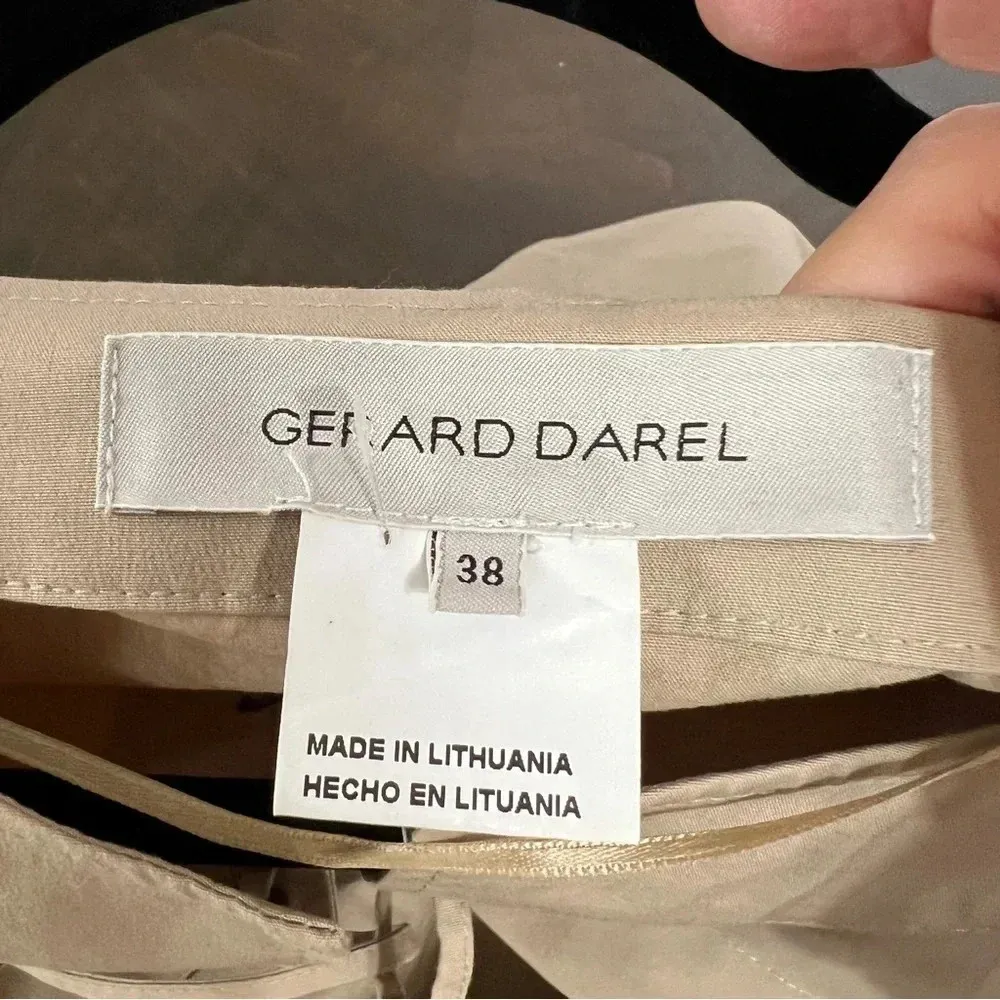 GERARD DAREL
38
MADE IN LITHUANIA
HECHO EN LITUANIA